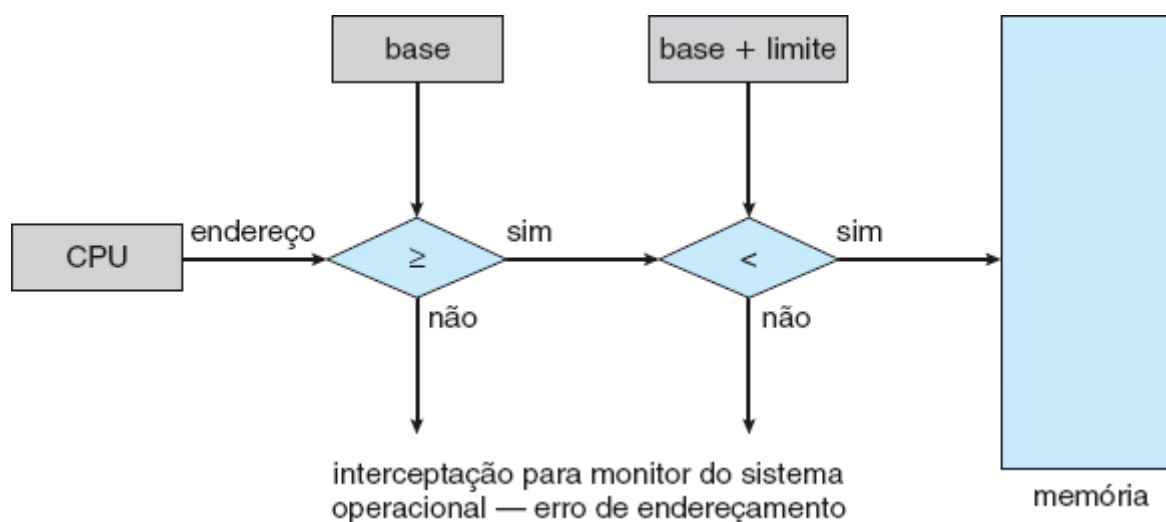 base
base + limite
CPU
endereço
≥
sim
<
sim
não
não
interceptação para monitor do sistema
operacional — erro de endereçamento
memória